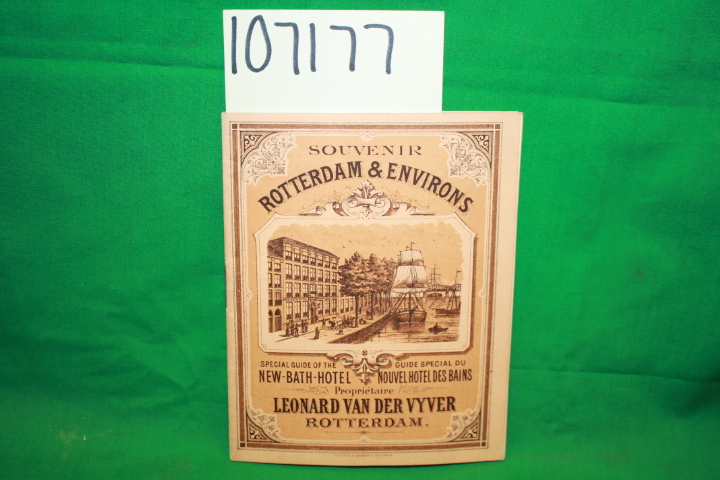 107177
SOUVENIR
ROTTERDAM & ENVIRONS
SPECIAL GUIDE OF THE
NEW-BATH-HOTEL
GUIDE SPECIAL DU
NOUVEL HOTEL DES BAINS
Propriétaire
LEONARD VAN DER VYVER
ROTTERDAM.